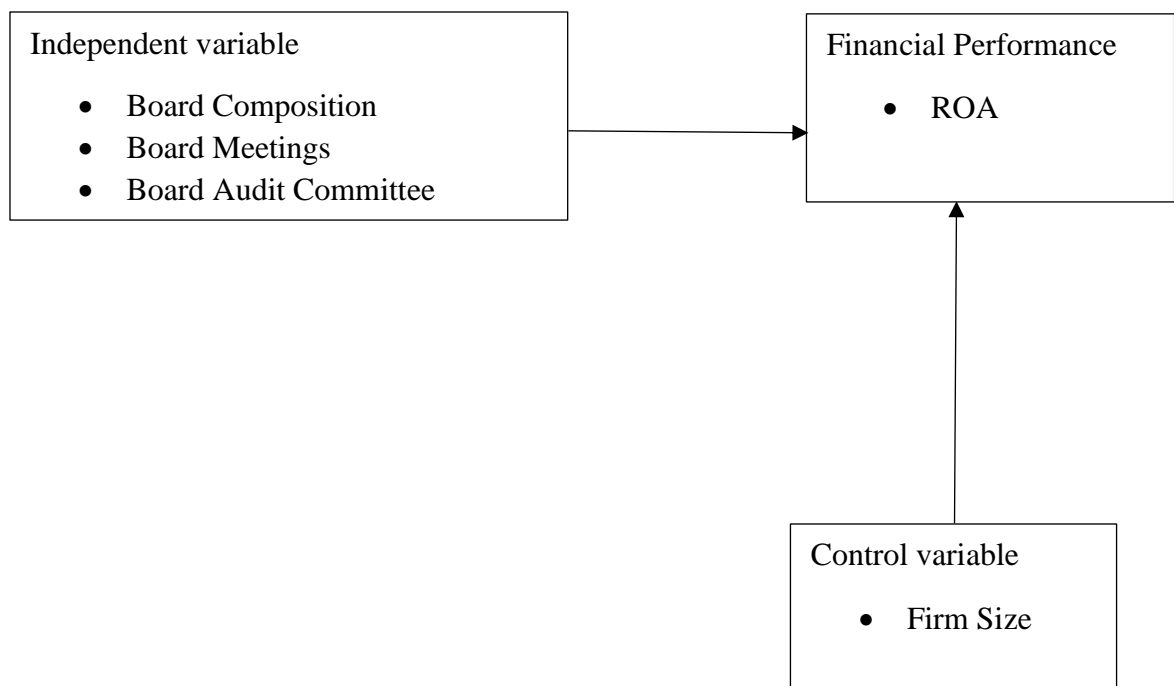 Independent variable
• Board Composition
• Board Meetings
• Board Audit Committee
Financial Performance
• ROA
Control variable
• Firm Size